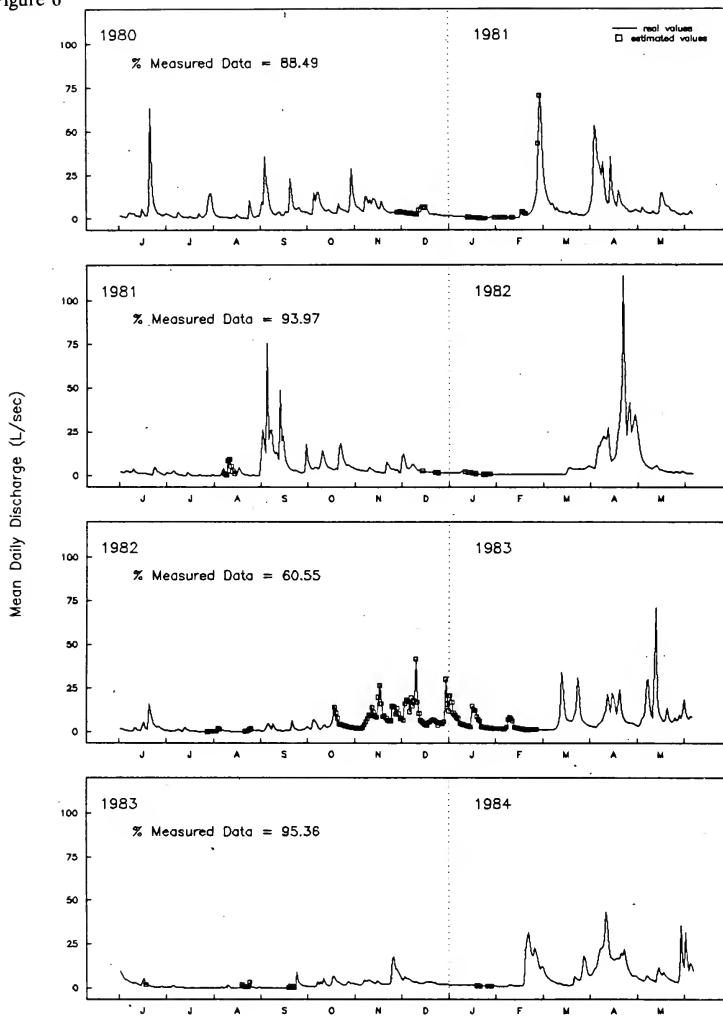 Figure 6
100
75
50
25
0
1980
1981
real values
estimated values
% Measured Data = 88.49
J J A S O N D J F M A M
100
75
50
25
0
1981
1982
% Measured Data = 93.97
J J A S O N D J F M A M
Mean Daily Discharge (L/sec)
100
75
50
25
0
1982
1983
% Measured Data = 60.55
J J A S O N D J F M A M
100
75
50
25
0
1983
1984
% Measured Data = 95.36
J J A S O N D J F M A M